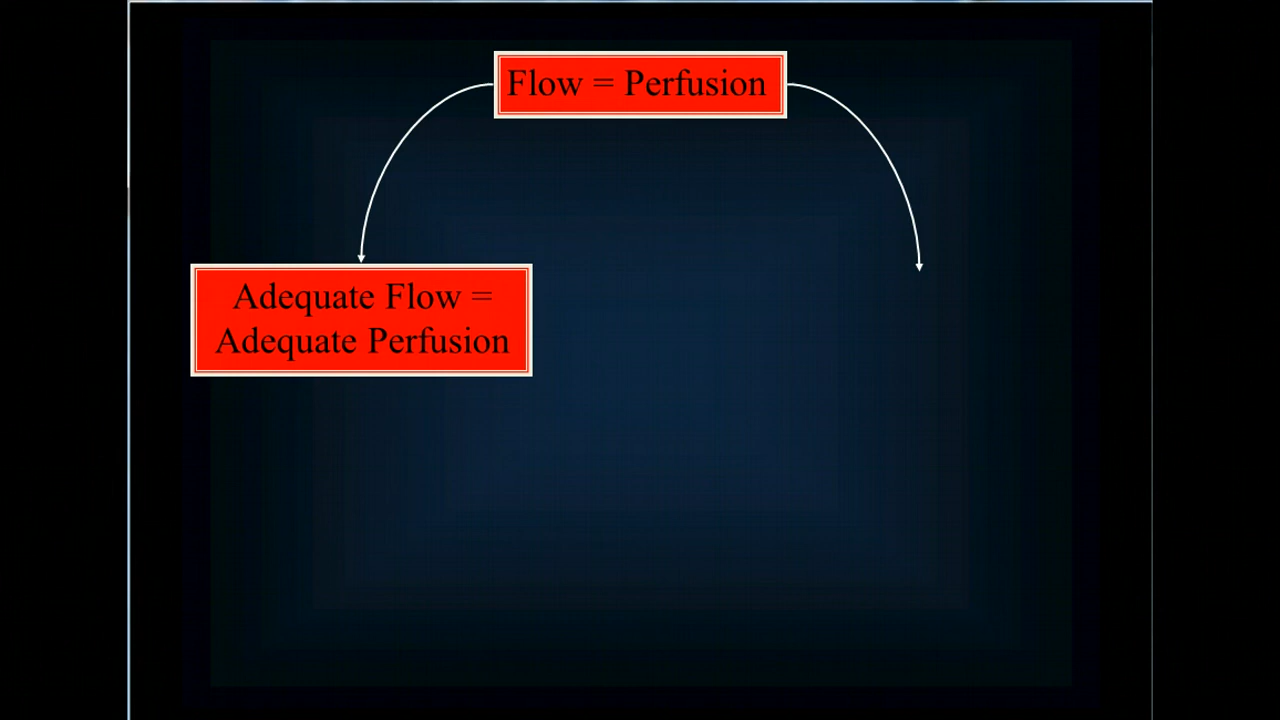 Flow = Perfusion
Adequate Flow =
Adequate Perfusion